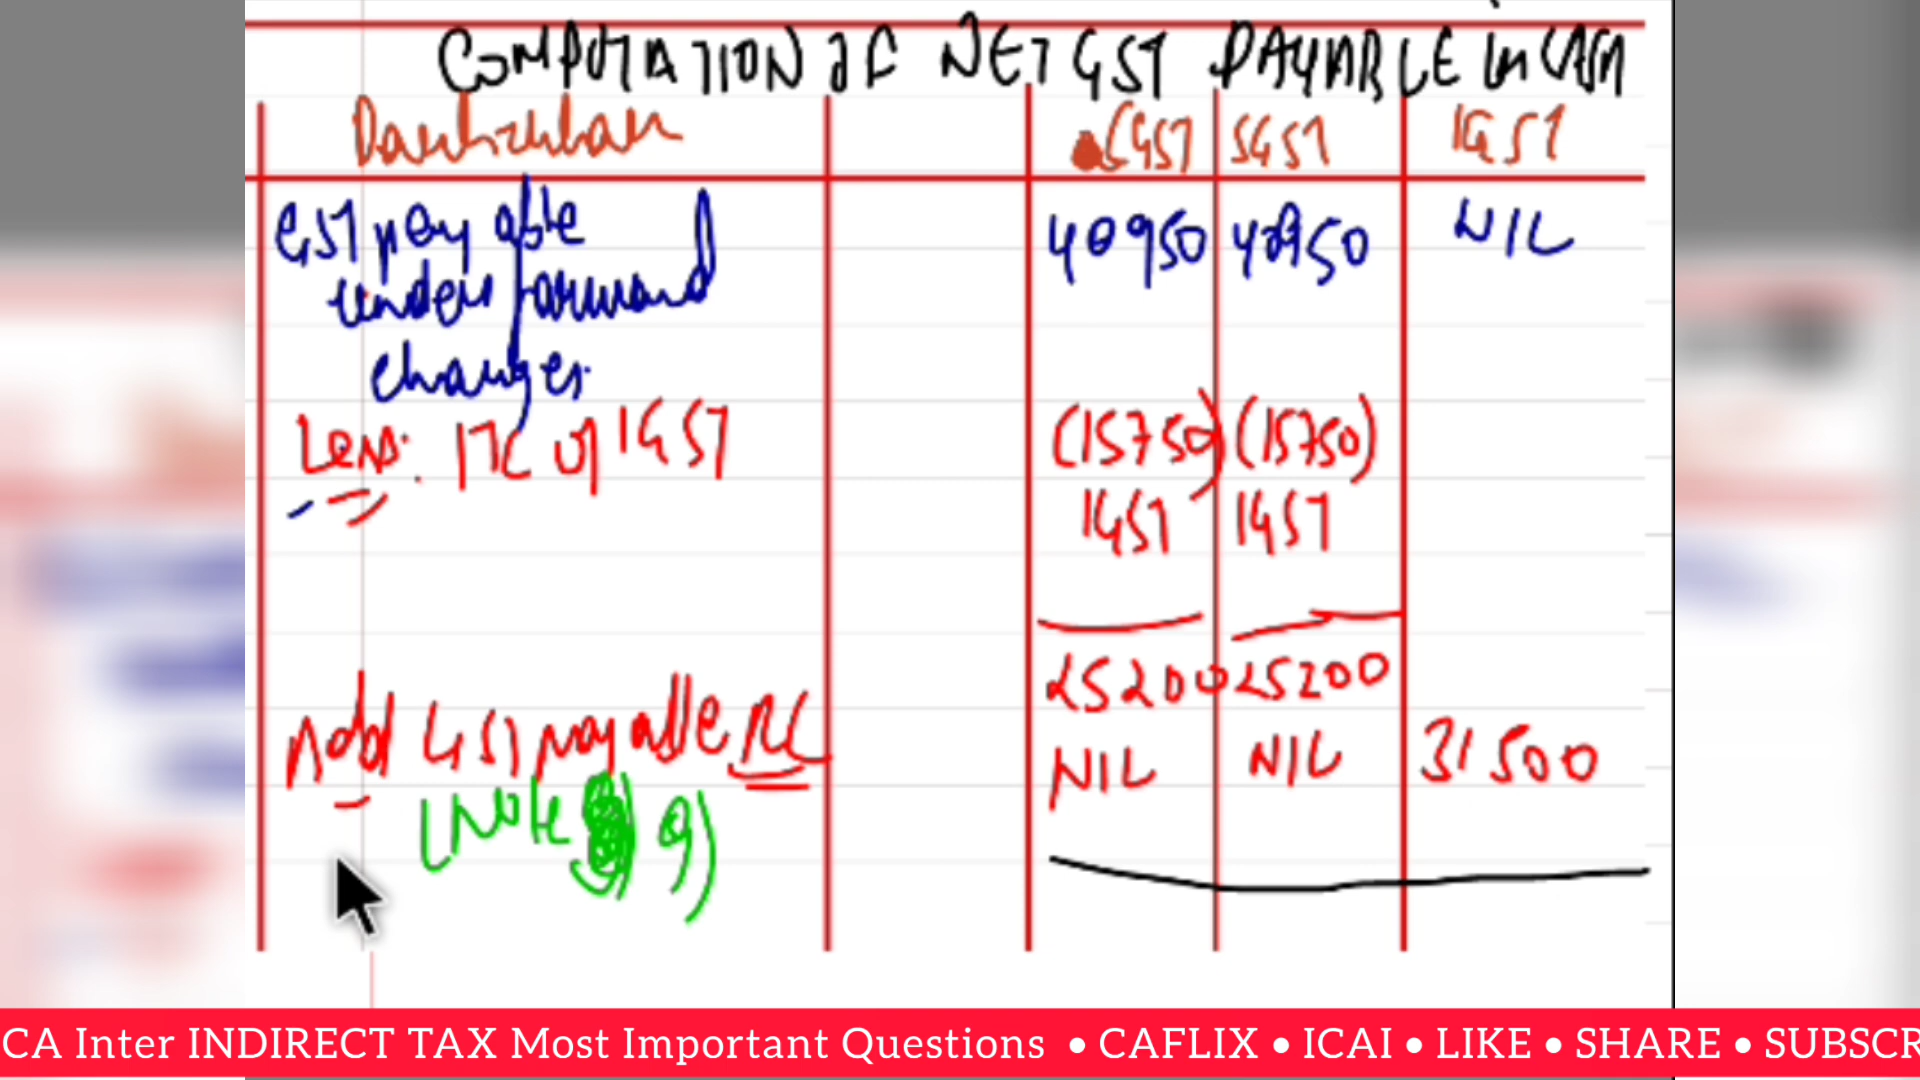 COMPUTATION OF NET GST PAYABLE IN CASH
Particulars CGST SGST IGST
GST payable 40950 40950 NIL
under forward
charges.
Less: ITC of IGST (15750) (15750)
IGST IGST
25200 25200
Add GST payable RC NIL NIL 31500
(Note 9)
CA Inter INDIRECT TAX Most Important Questions • CAFLIX • ICAI • LIKE • SHARE • SUBSCR